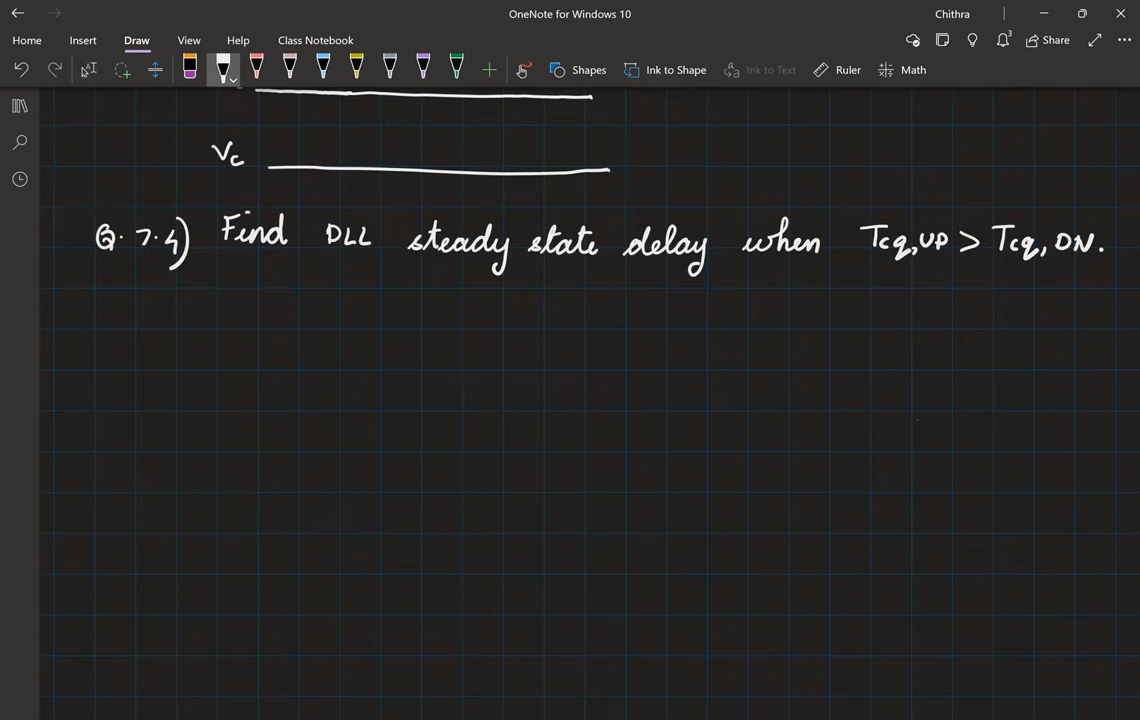 OneNote for Windows 10
Chithra
Home Insert Draw View Help Class Notebook
Share
Shapes Ink to Shape Ink to Text Ruler Math
Vc
Q.7.4) Find DLL steady state delay when Tcq,UP > Tcq,DN.